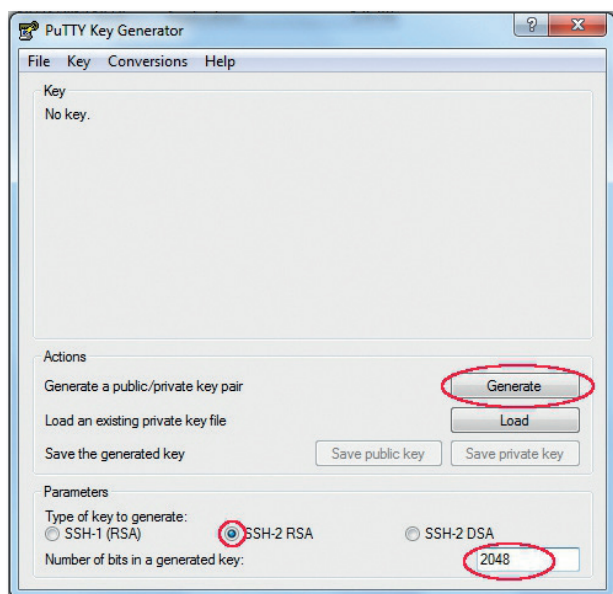 PuTTY Key Generator
File Key Conversions Help
Key
No key.
Actions
Generate a public/private key pair
Generate
Load an existing private key file
Load
Save the generated key
Save public key
Save private key
Parameters
Type of key to generate:
SSH-1 (RSA)
SSH-2 RSA
SSH-2 DSA
Number of bits in a generated key:
2048